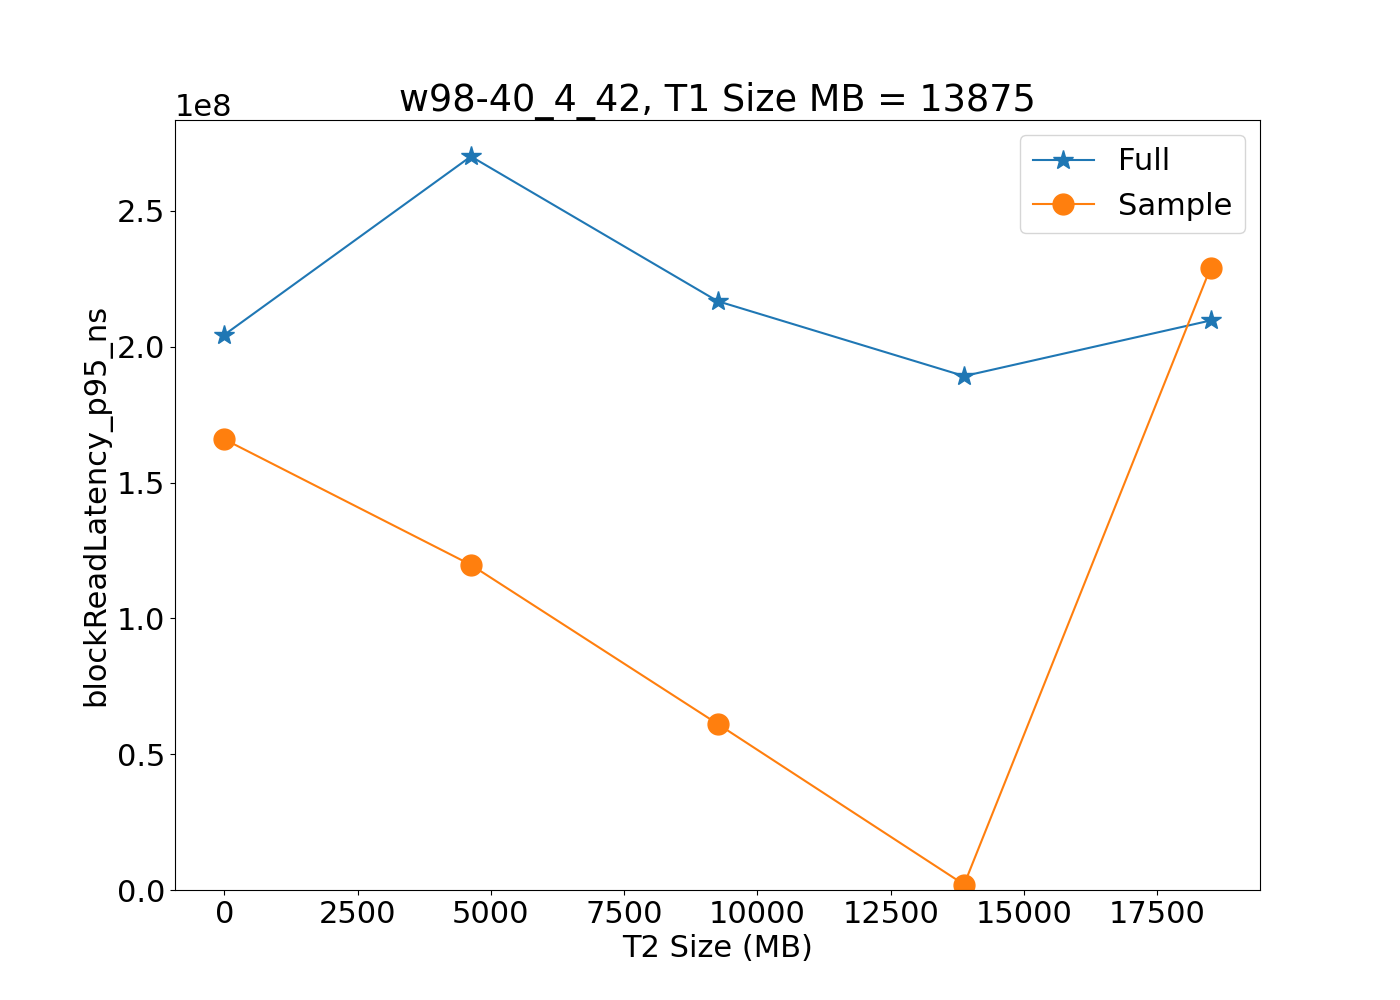 w98-40_4_42, T1 Size MB = 13875
1e8
Full
Sample
2.5
2.0
1.5
1.0
0.5
0.0
blockReadLatency_p95_ns
0 2500 5000 7500 10000 12500 15000 17500
T2 Size (MB)